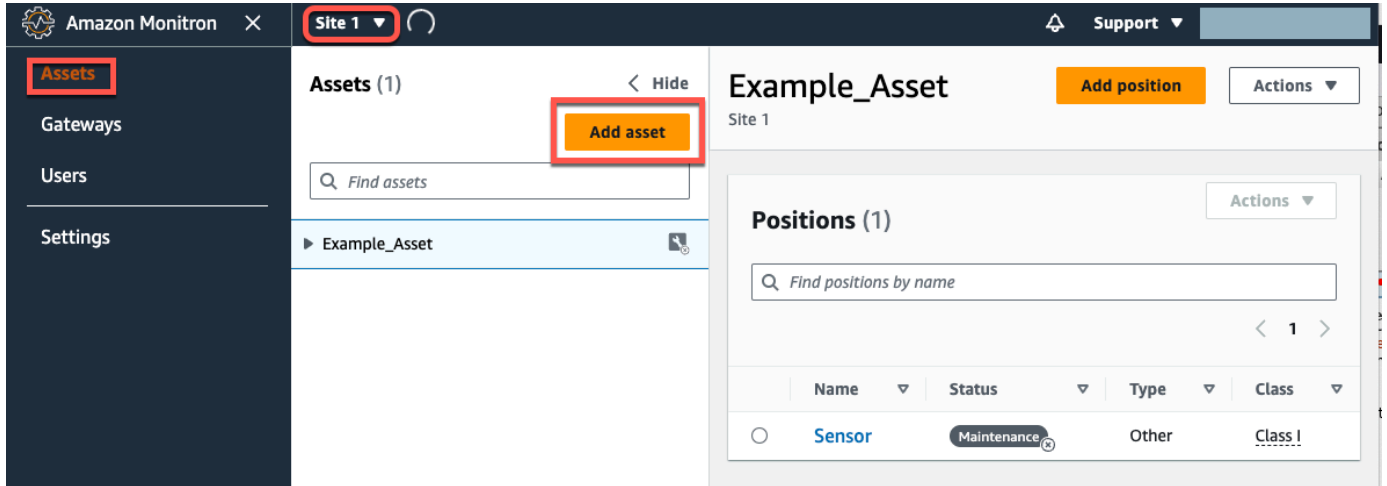 Amazon Monitron
Site 1
Support
Assets
Gateways
Users
Settings
Assets (1)
Hide
Add asset
Find assets
Example_Asset
Example_Asset
Site 1
Add position
Actions
Positions (1)
Actions
Find positions by name
1
Name Status Type Class
Sensor Maintenance Other Class I